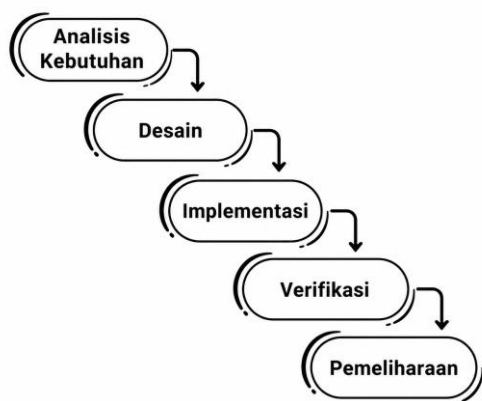 Analisis
Kebutuhan
Desain
Implementasi
Verifikasi
Pemeliharaan